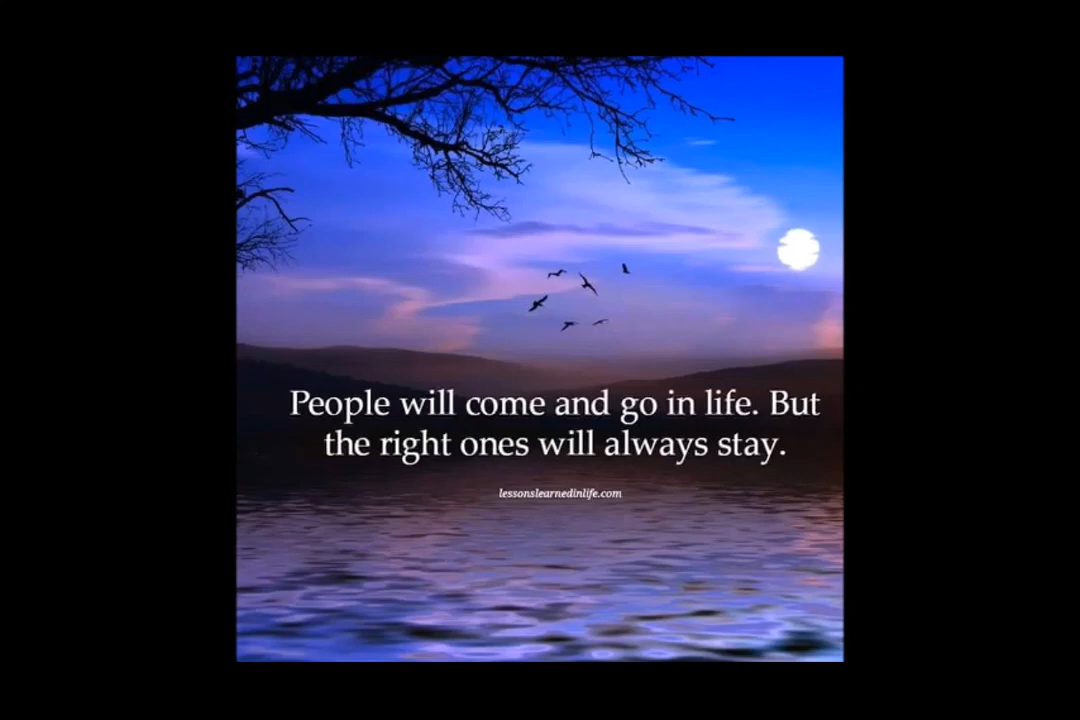 People will come and go in life. But
the right ones will always stay.
lessonslearnedinlife.com